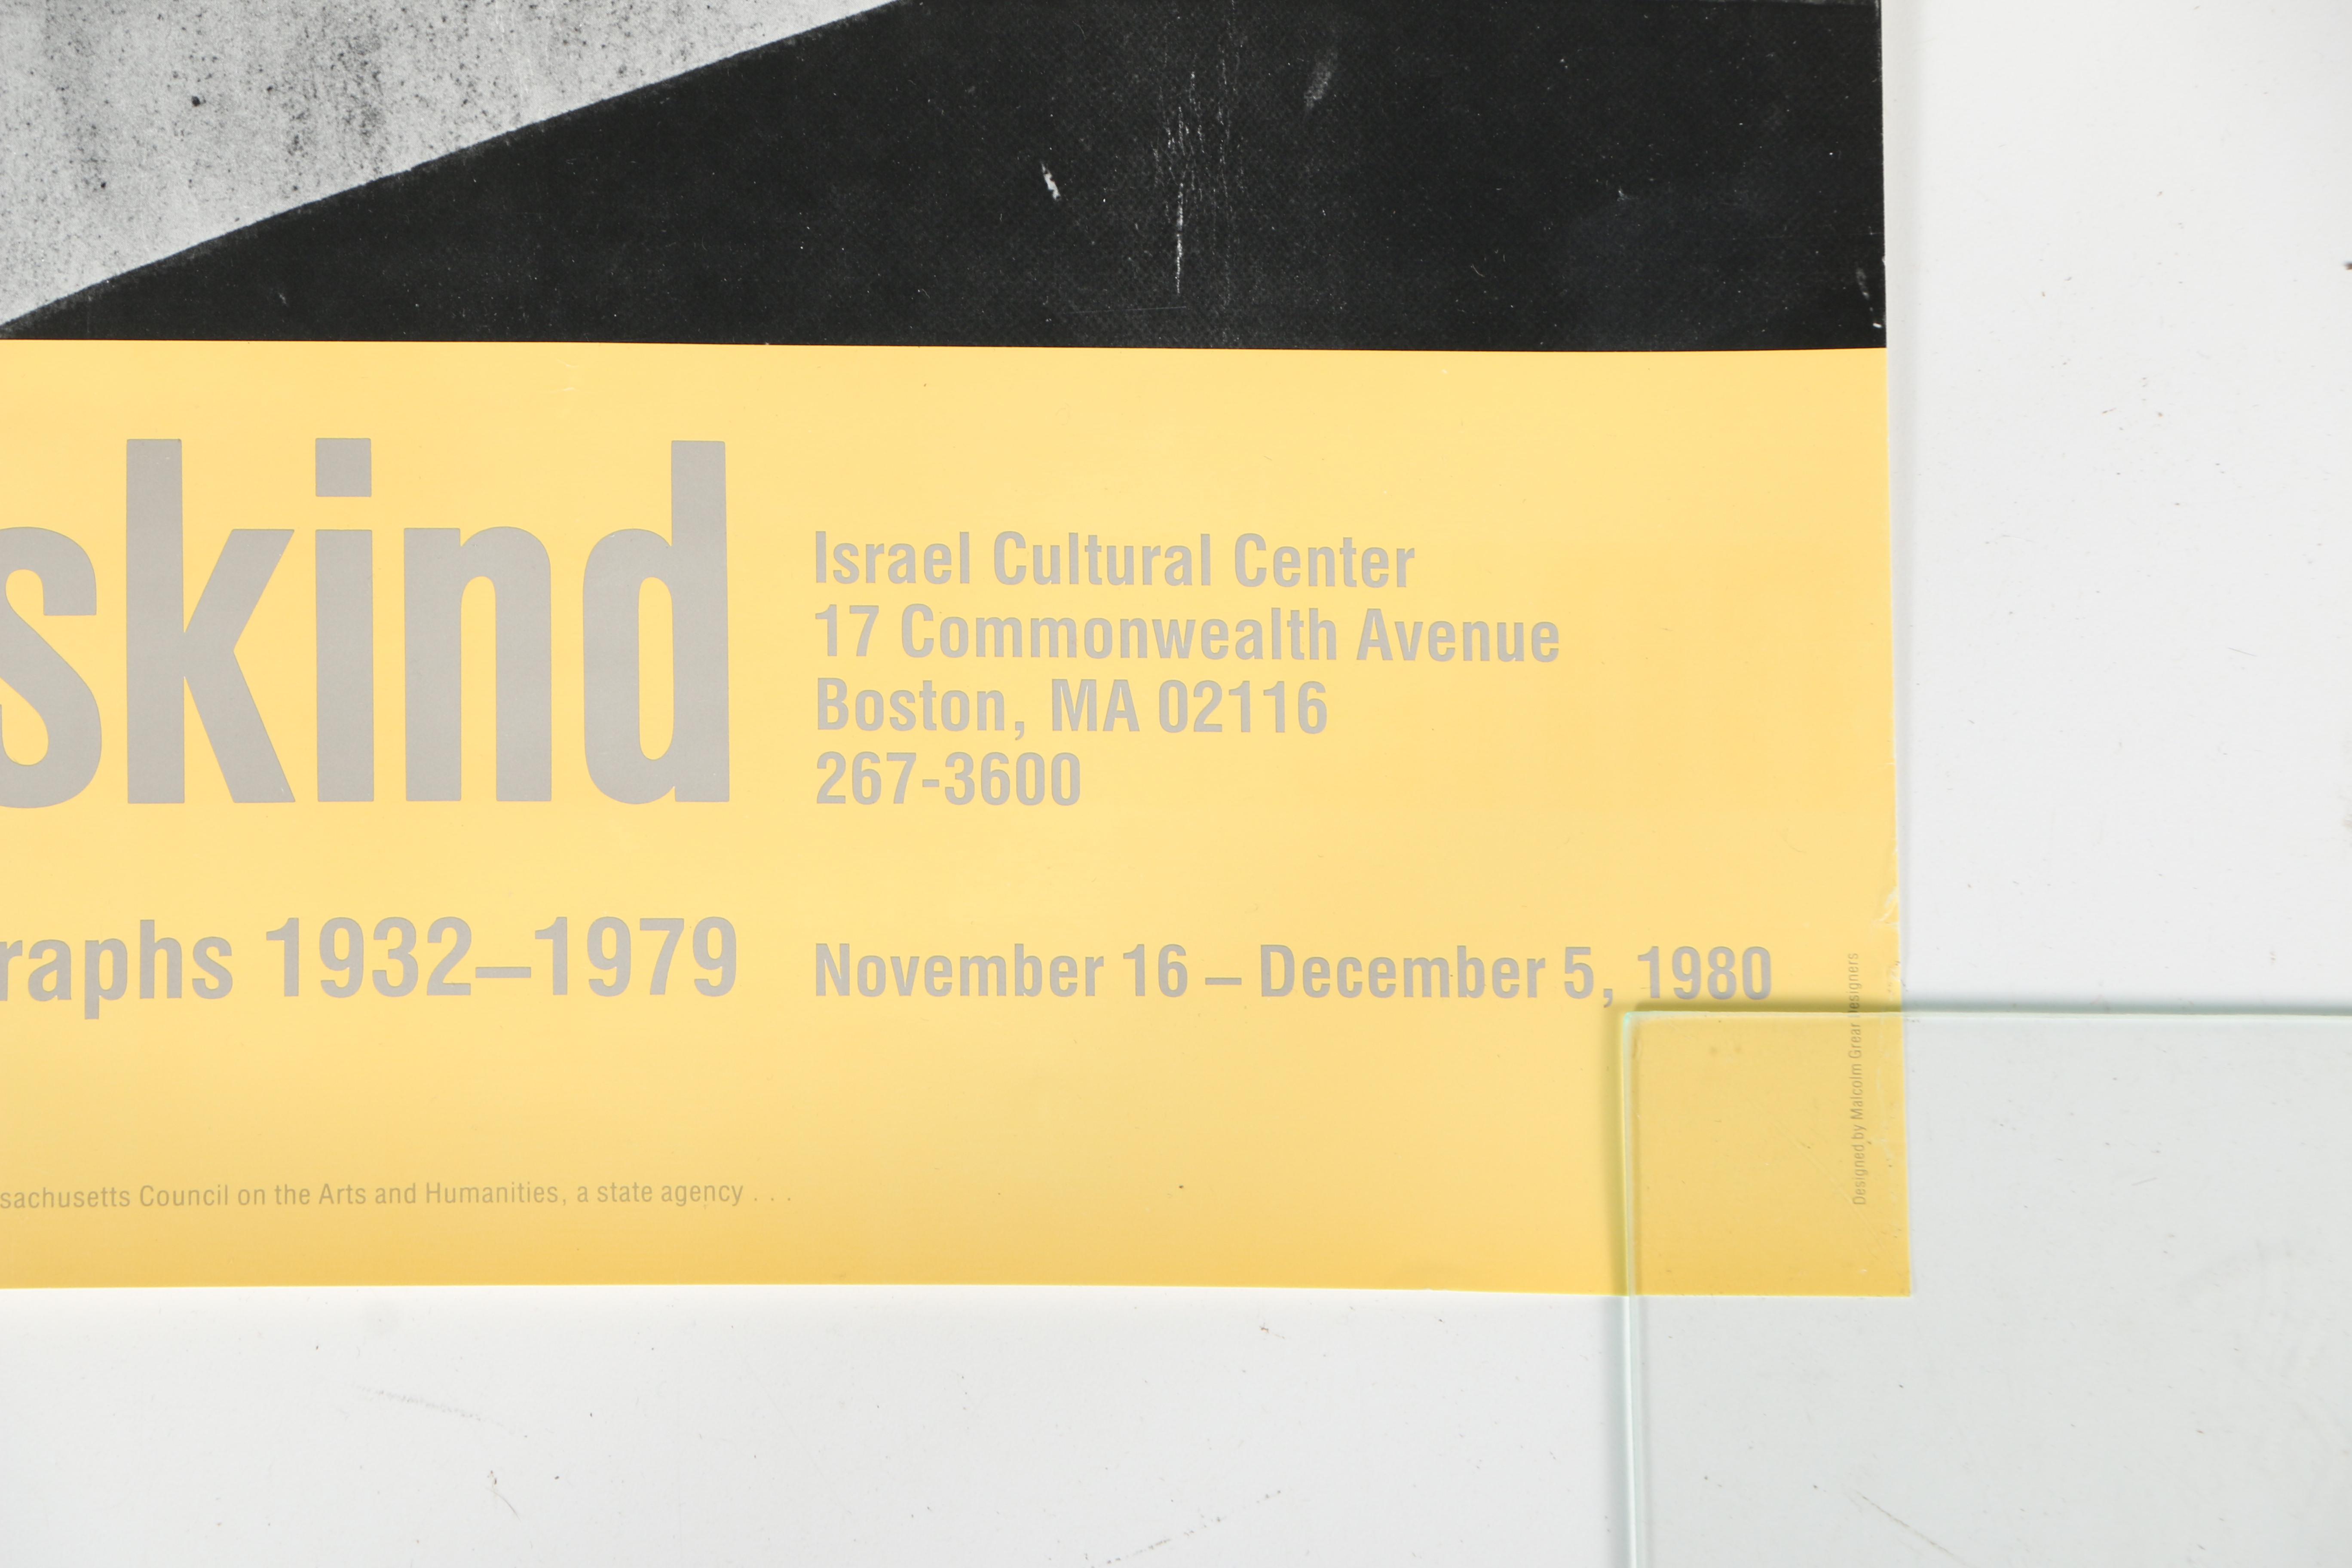 skind
Israel Cultural Center
17 Commonwealth Avenue
Boston, MA 02116
267-3600
raphs 1932–1979
November 16 – December 5, 1980
sachusetts Council on the Arts and Humanities, a state agency . . .
Designed by Malcolm Grear Designers